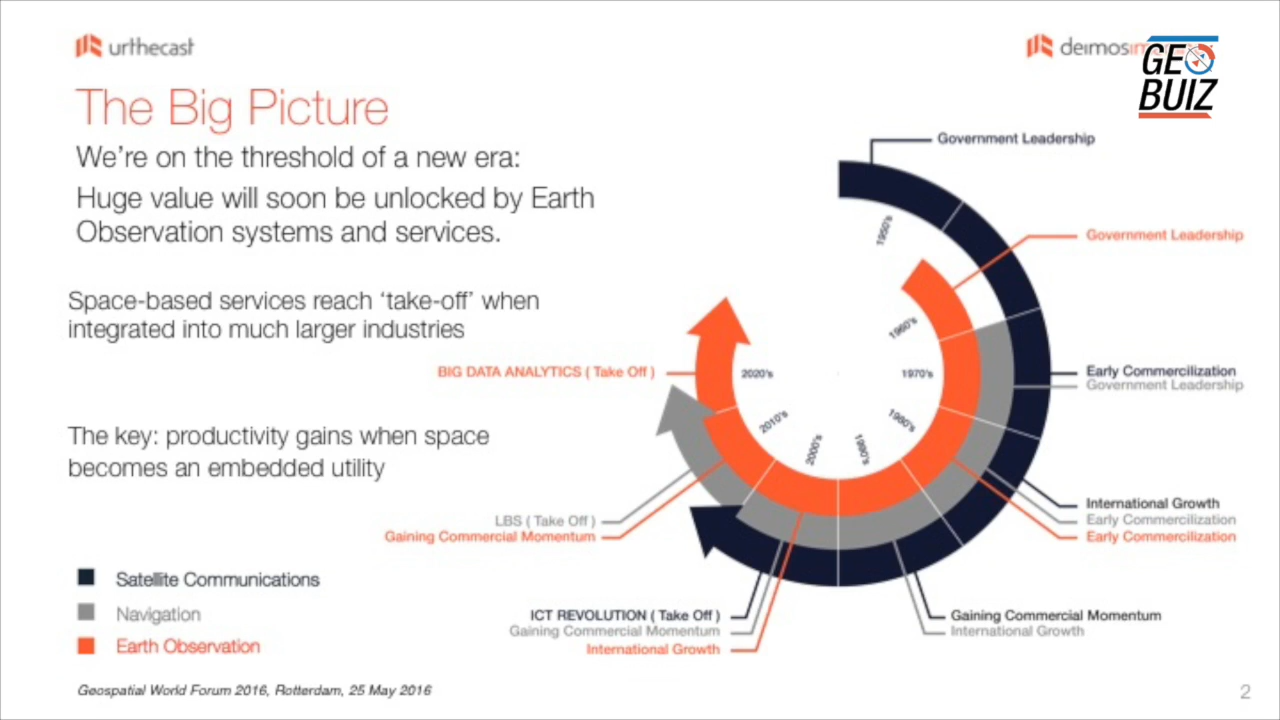 urthecast
deimos
GEO
BUIZ
The Big Picture
We're on the threshold of a new era:
Huge value will soon be unlocked by Earth
Observation systems and services.
Space-based services reach ‘take-off’ when
integrated into much larger industries
The key: productivity gains when space
becomes an embedded utility
Satellite Communications
Navigation
Earth Observation
Government Leadership
Government Leadership
Early Commercilization
Government Leadership
International Growth
Early Commercilization
Early Commercilization
Gaining Commercial Momentum
International Growth
ICT REVOLUTION ( Take Off )
Gaining Commercial Momentum
International Growth
LBS ( Take Off )
Gaining Commercial Momentum
BIG DATA ANALYTICS ( Take Off )
1950's
1960's
1970's
1980's
1990's
2000's
2010's
2020's
Geospatial World Forum 2016, Rotterdam, 25 May 2016
2